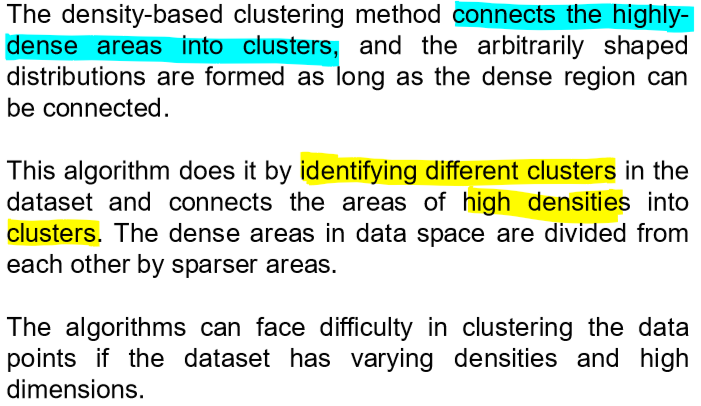 The density-based clustering method connects the highly-
dense areas into clusters, and the arbitrarily shaped
distributions are formed as long as the dense region can
be connected.
This algorithm does it by identifying different clusters in the
dataset and connects the areas of high densities into
clusters. The dense areas in data space are divided from
each other by sparser areas.
The algorithms can face difficulty in clustering the data
points if the dataset has varying densities and high
dimensions.